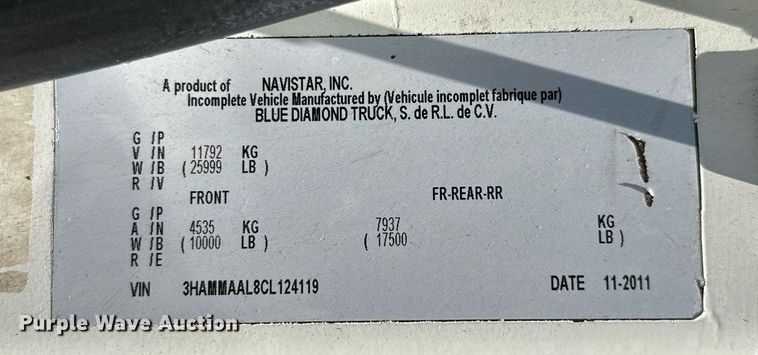 A product of NAVISTAR, INC.
Incomplete Vehicle Manufactured by (Vehicule incomplet fabrique par)
BLUE DIAMOND TRUCK, S. de R.L. de C.V.
G /P
V /N 11792 KG
W /B ( 25999 LB )
R /V
FRONT FR-REAR-RR
G /P
A /N 4535 KG 7937 KG
W /B ( 10000 LB ) ( 17500 LB )
R /E
VIN 3HAMMAAL8CL124119 DATE 11-2011
Purple Wave Auction